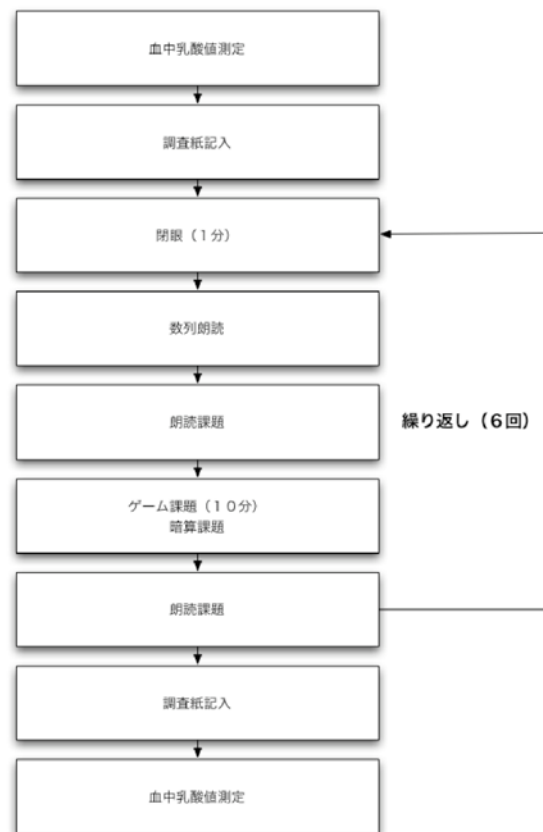 血中乳酸値測定
調査紙記入
閉眼（１分）
数列朗読
朗読課題
繰り返し（６回）
ゲーム課題（１０分）
暗算課題
朗読課題
調査紙記入
血中乳酸値測定